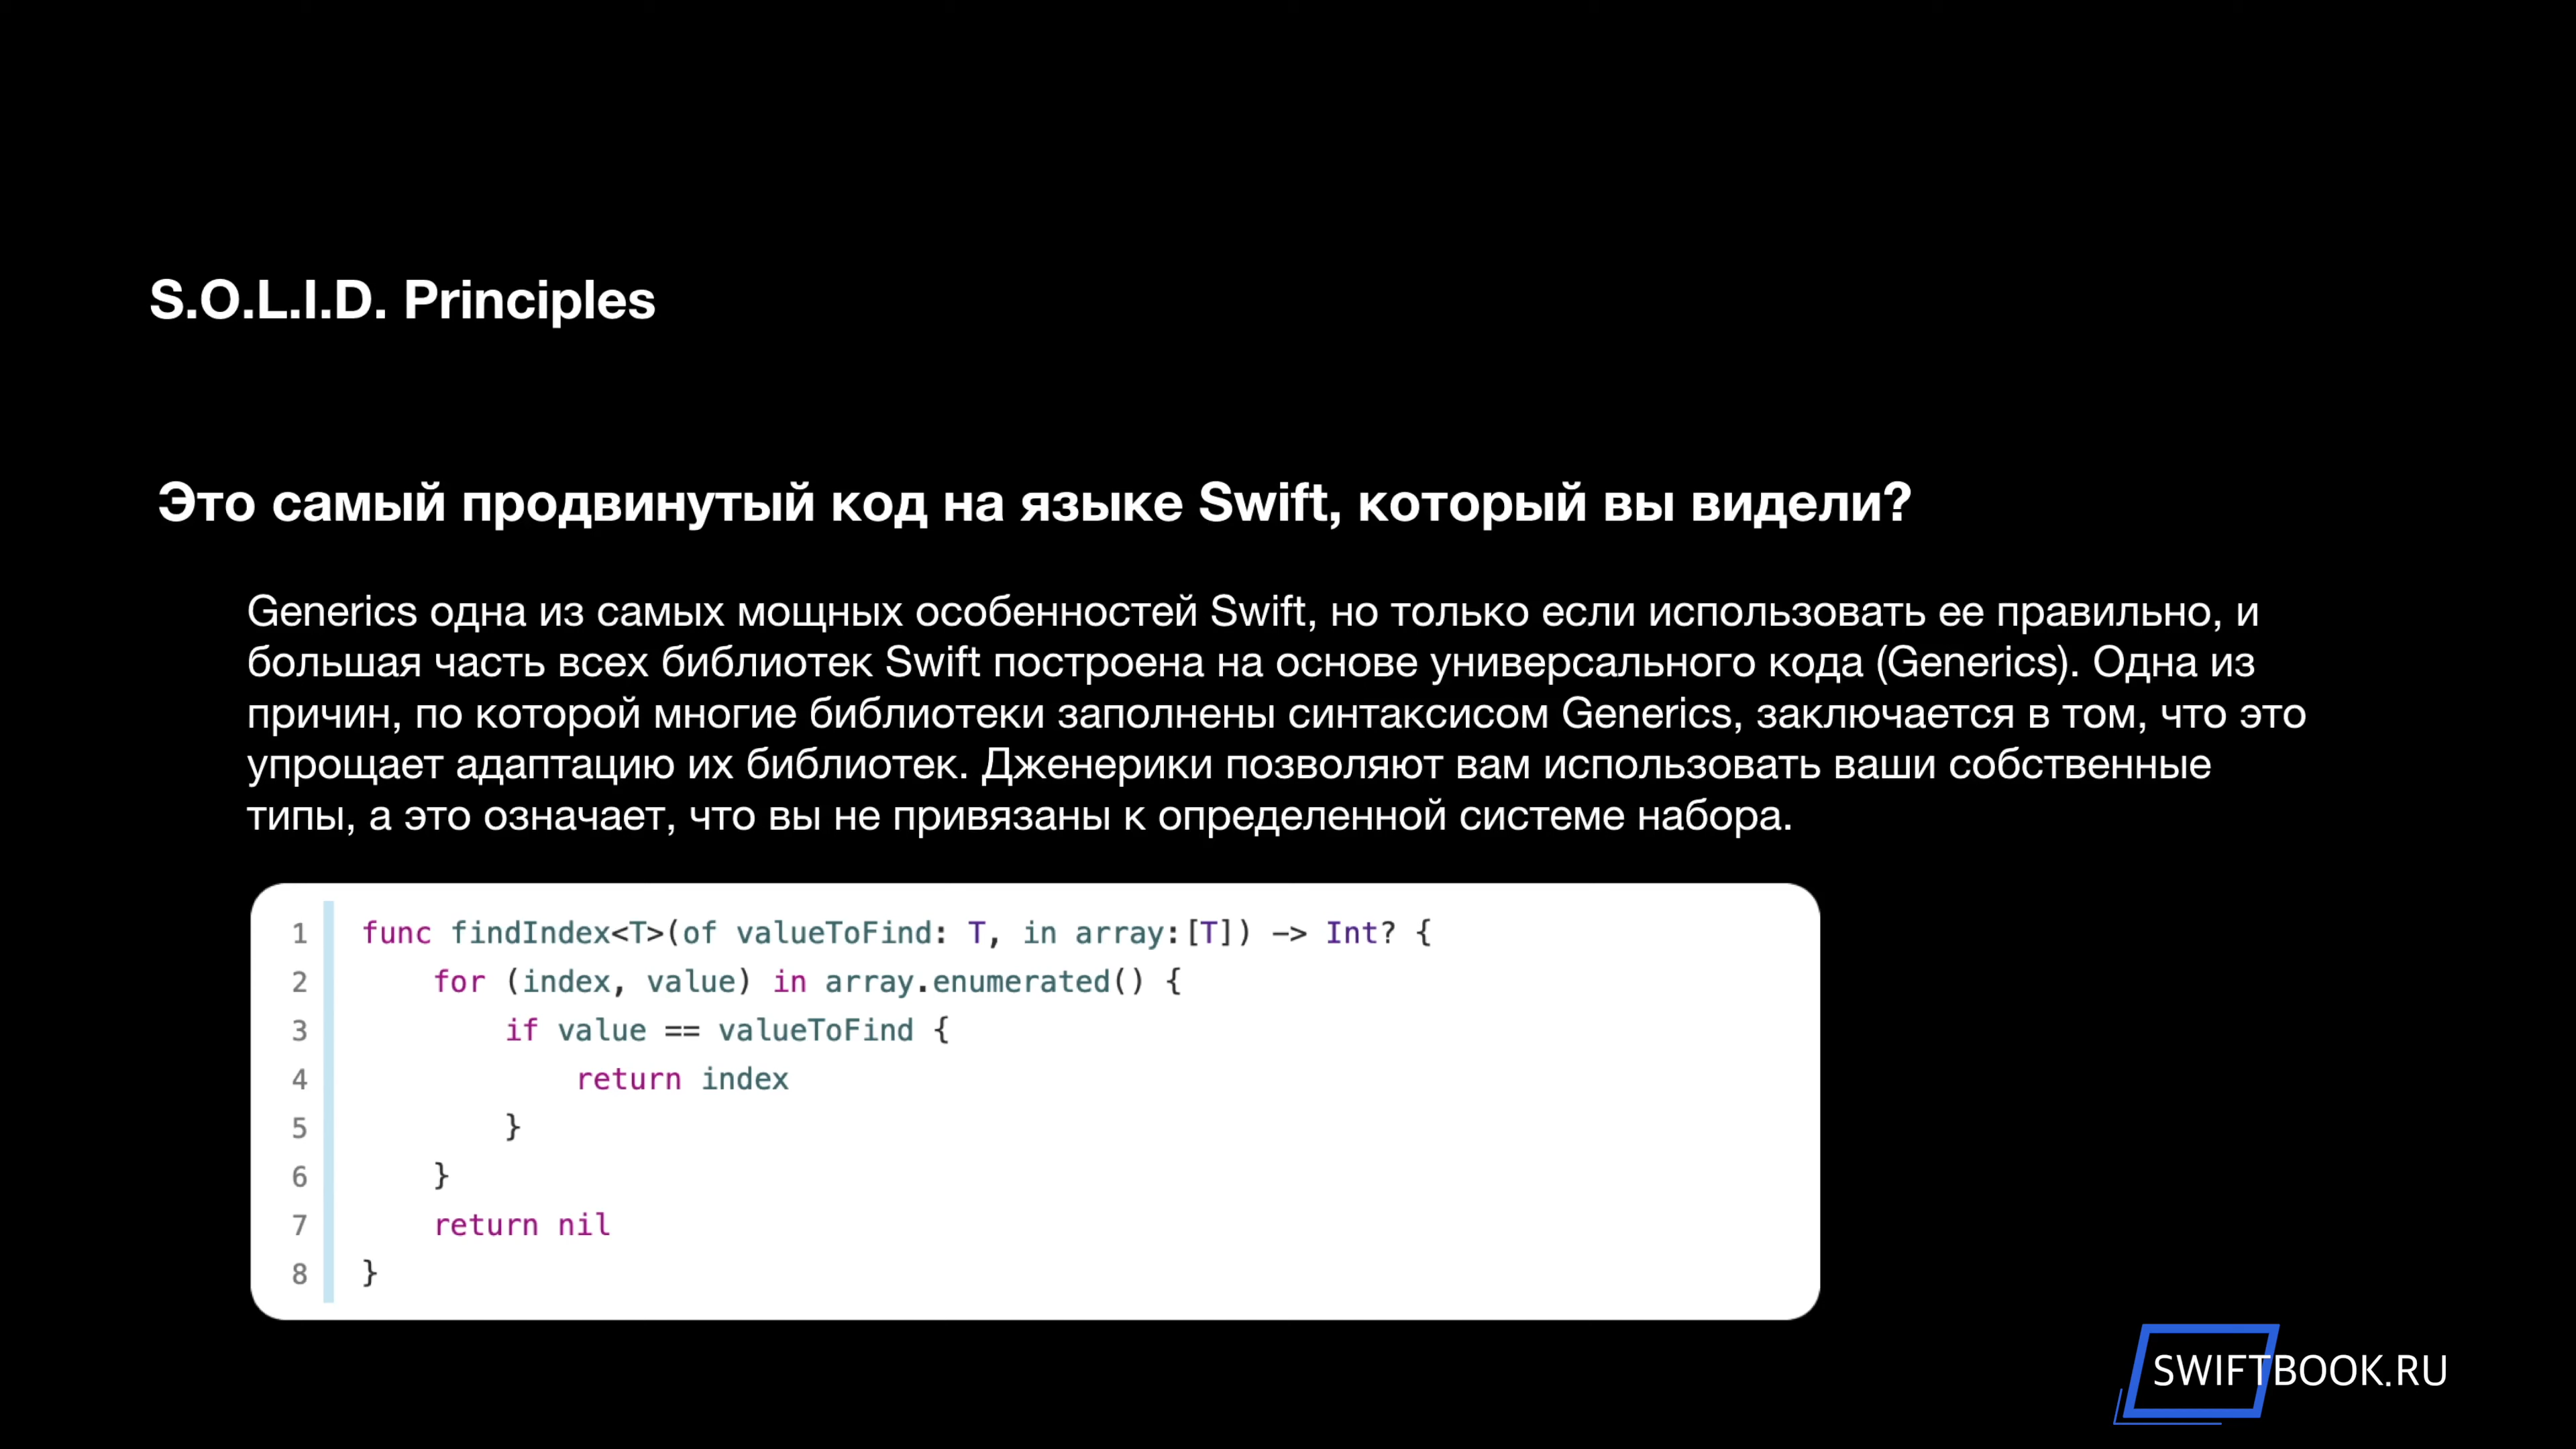 S.O.L.I.D. Principles
Это самый продвинутый код на языке Swift, который вы видели?
Generics одна из самых мощных особенностей Swift, но только если использовать ее правильно, и
большая часть всех библиотек Swift построена на основе универсального кода (Generics). Одна из
причин, по которой многие библиотеки заполнены синтаксисом Generics, заключается в том, что это
упрощает адаптацию их библиотек. Дженерики позволяют вам использовать ваши собственные
типы, а это означает, что вы не привязаны к определенной системе набора.
1 func findIndex<T>(of valueToFind: T, in array:[T]) -> Int? {
2     for (index, value) in array.enumerated() {
3         if value == valueToFind {
4             return index
5         }
6     }
7     return nil
8 }
SWIFTBOOK.RU